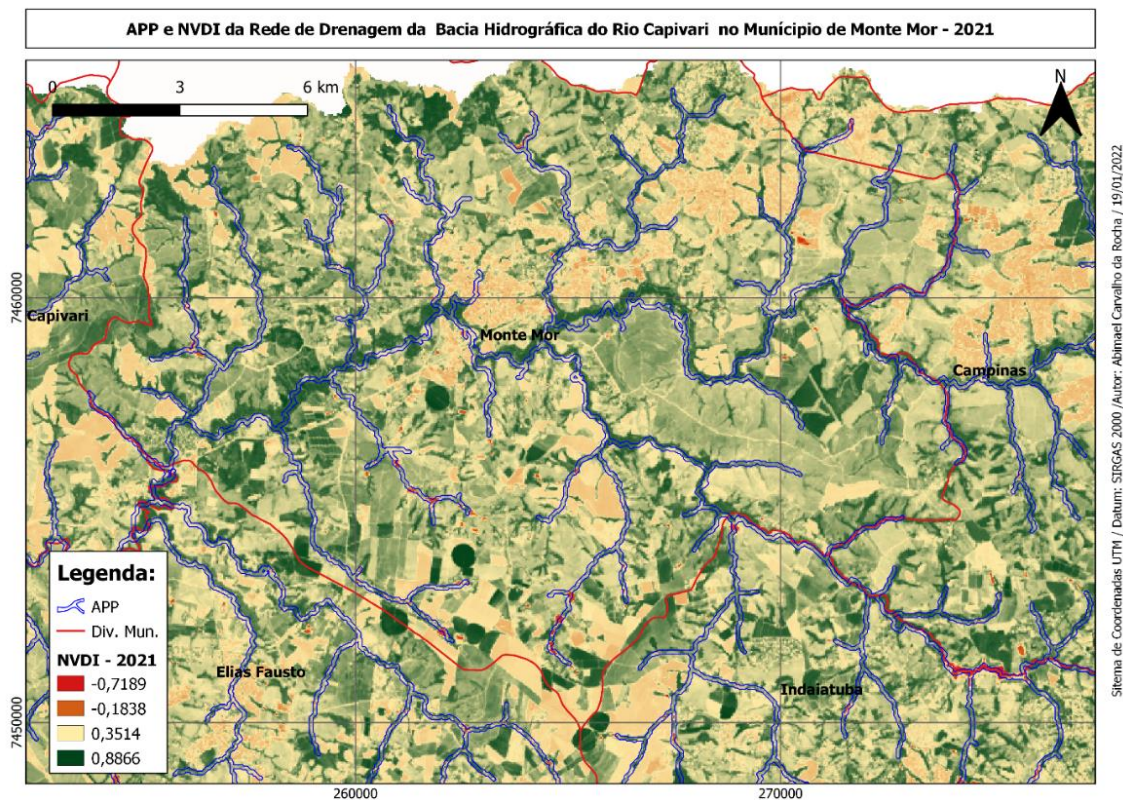 APP e NVDI da Rede de Drenagem da Bacia Hidrográfica do Rio Capivari no Munícipio de Monte Mor - 2021
0 3 6 km
N
7460000
Capivari
Monte Mor
Campinas
Elias Fausto
Indaiatuba
7450000
Legenda:
APP
Div. Mun.
NVDI - 2021
-0,7189
-0,1838
0,3514
0,8866
260000 270000
Sitema de Coordenadas UTM / Datum: SIRGAS 2000 /Autor: Abimael Carvalho da Rocha / 19/01/2022